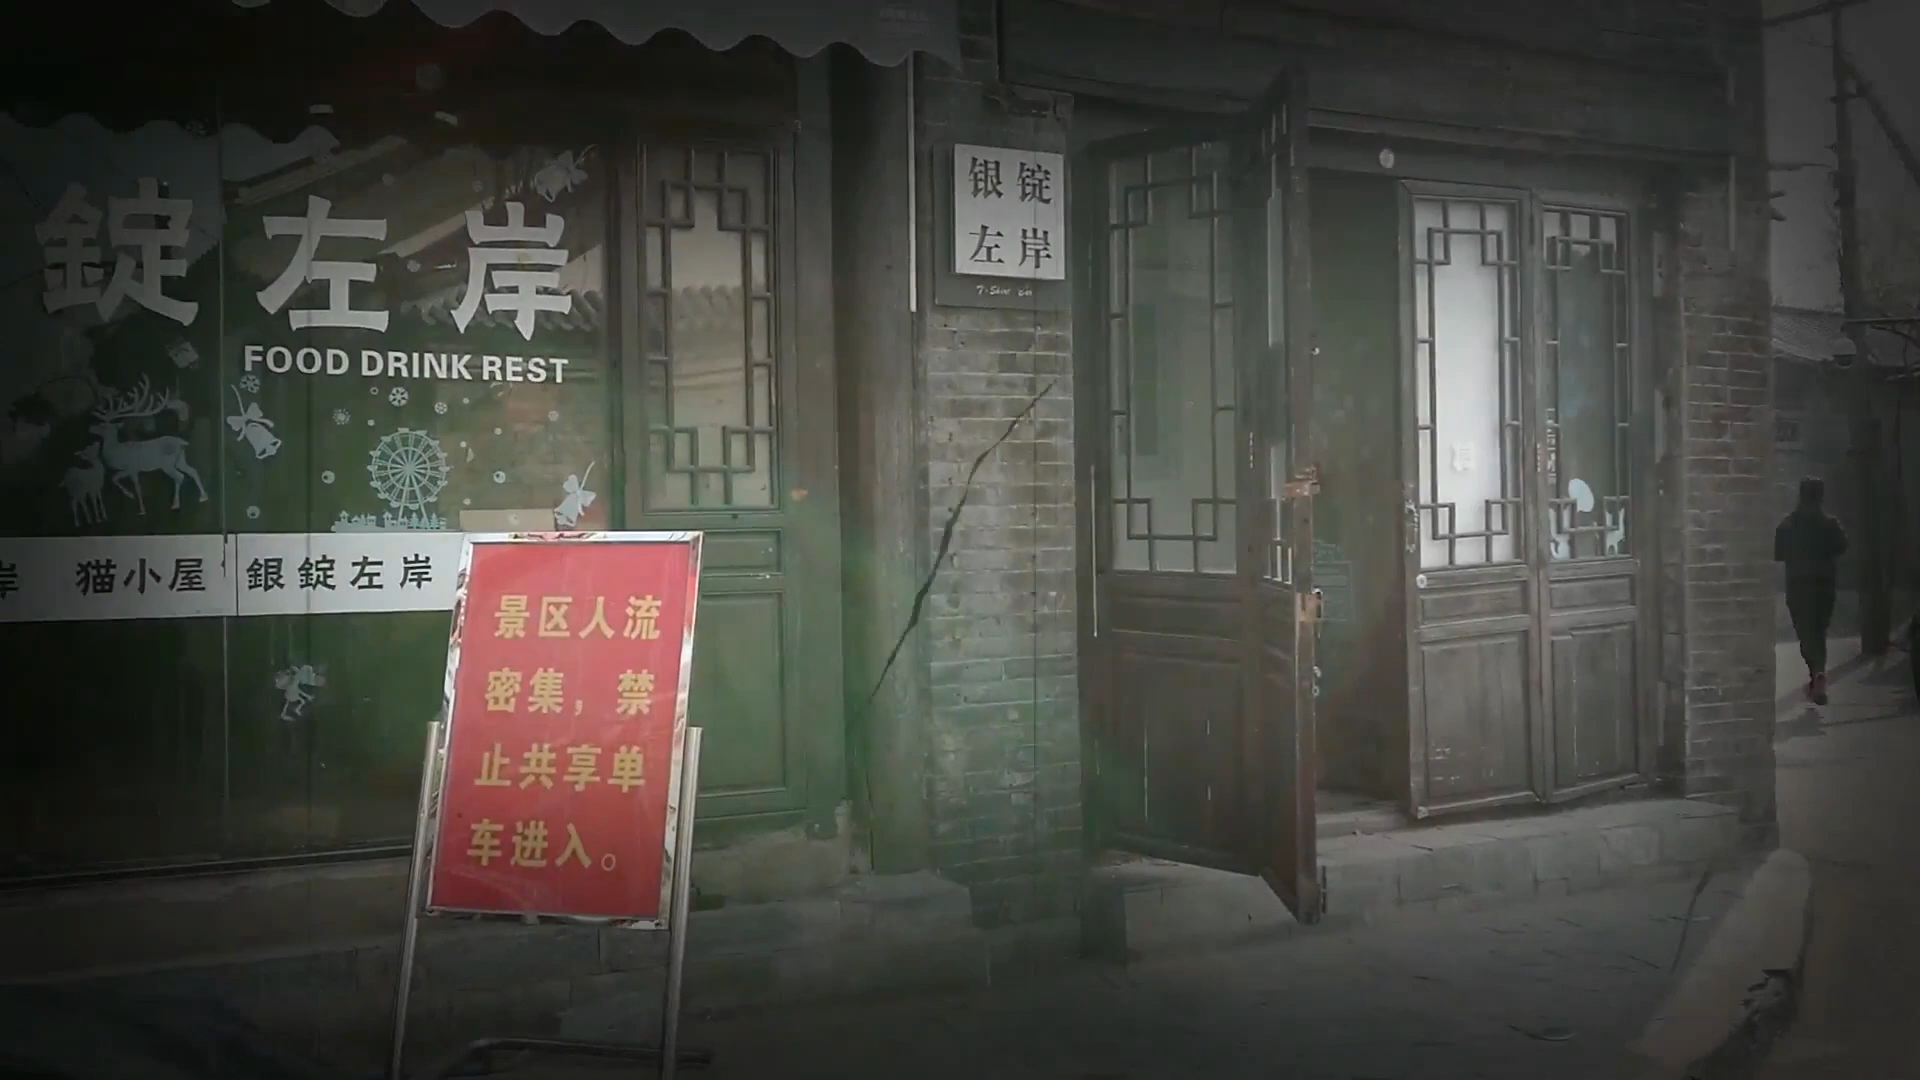 錠左岸
FOOD DRINK REST
岸 猫小屋 銀錠左岸
银锭
左岸
景区人流
密集，禁
止共享单
车进入。